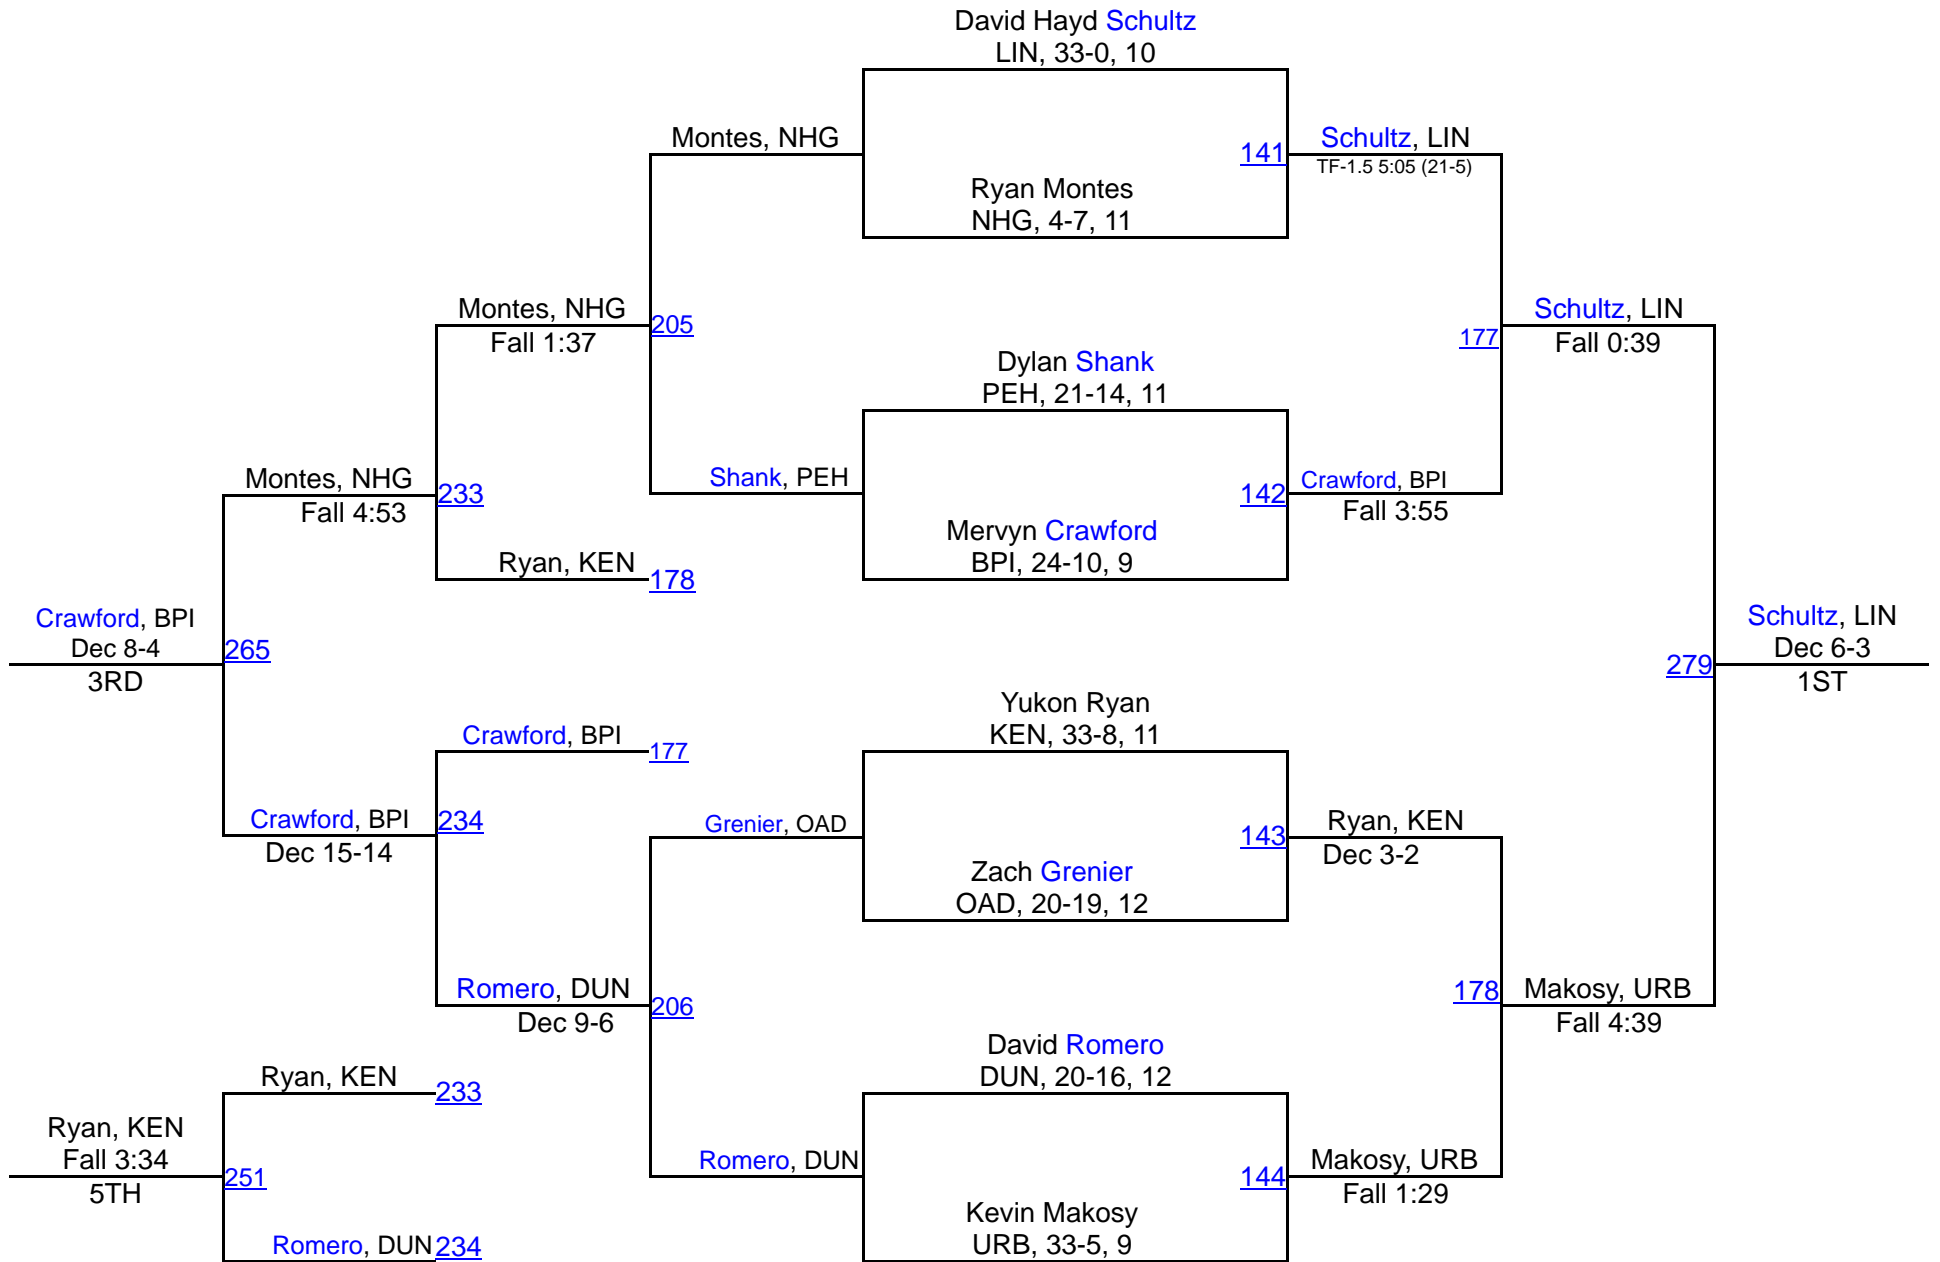 David Hayd Schultz
LIN, 33-0, 10
Montes, NHG
141
Schultz, LIN
TF-1.5 5:05 (21-5)
Ryan Montes
NHG, 4-7, 11
Montes, NHG
Fall 1:37
205
177
Schultz, LIN
Fall 0:39
Dylan Shank
PEH, 21-14, 11
Montes, NHG
Fall 4:53
233
Shank, PEH
142
Crawford, BPI
Fall 3:55
Mervyn Crawford
BPI, 24-10, 9
Ryan, KEN
178
Crawford, BPI
Dec 8-4
3RD
265
279
Schultz, LIN
Dec 6-3
1ST
Yukon Ryan
KEN, 33-8, 11
Crawford, BPI
177
Crawford, BPI
Dec 15-14
234
Grenier, OAD
143
Ryan, KEN
Dec 3-2
Zach Grenier
OAD, 20-19, 12
Romero, DUN
Dec 9-6
206
178
Makosy, URB
Fall 4:39
David Romero
DUN, 20-16, 12
Ryan, KEN
233
Ryan, KEN
Fall 3:34
5TH
251
Romero, DUN
144
Makosy, URB
Fall 1:29
Kevin Makosy
URB, 33-5, 9
Romero, DUN
234